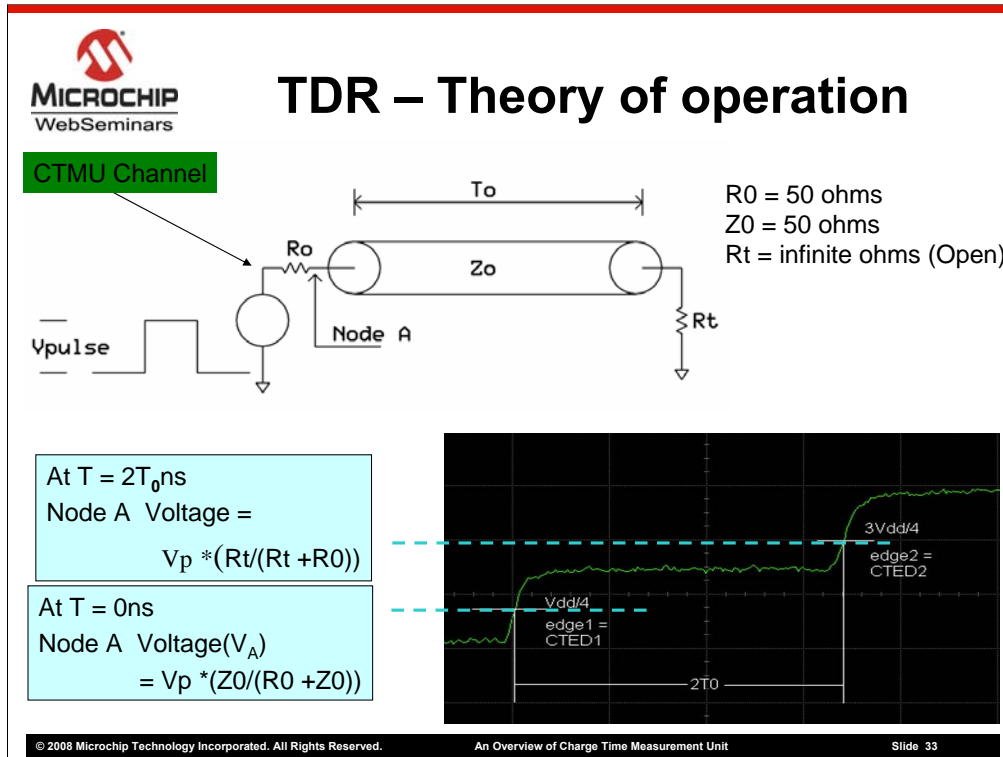 MICROCHIP
WebSeminars
TDR – Theory of operation
CTMU Channel
To
Ro
Zo
Node A
Rt
Vpulse
R0 = 50 ohms
Z0 = 50 ohms
Rt = infinite ohms (Open)
At T = 2T0ns
Node A Voltage =
Vp *(Rt/(Rt +R0))
At T = 0ns
Node A Voltage(VA)
= Vp *(Z0/(R0 +Z0))
3Vdd/4
edge2 =
CTED2
Vdd/4
edge1 =
CTED1
2T0
© 2008 Microchip Technology Incorporated. All Rights Reserved.
An Overview of Charge Time Measurement Unit
Slide 33